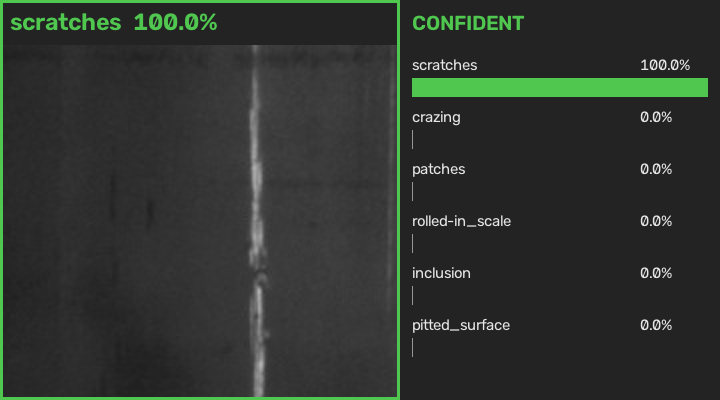 scratches 100.0%
CONFIDENT
scratches 100.0%
crazing 0.0%
patches 0.0%
rolled-in_scale 0.0%
inclusion 0.0%
pitted_surface 0.0%